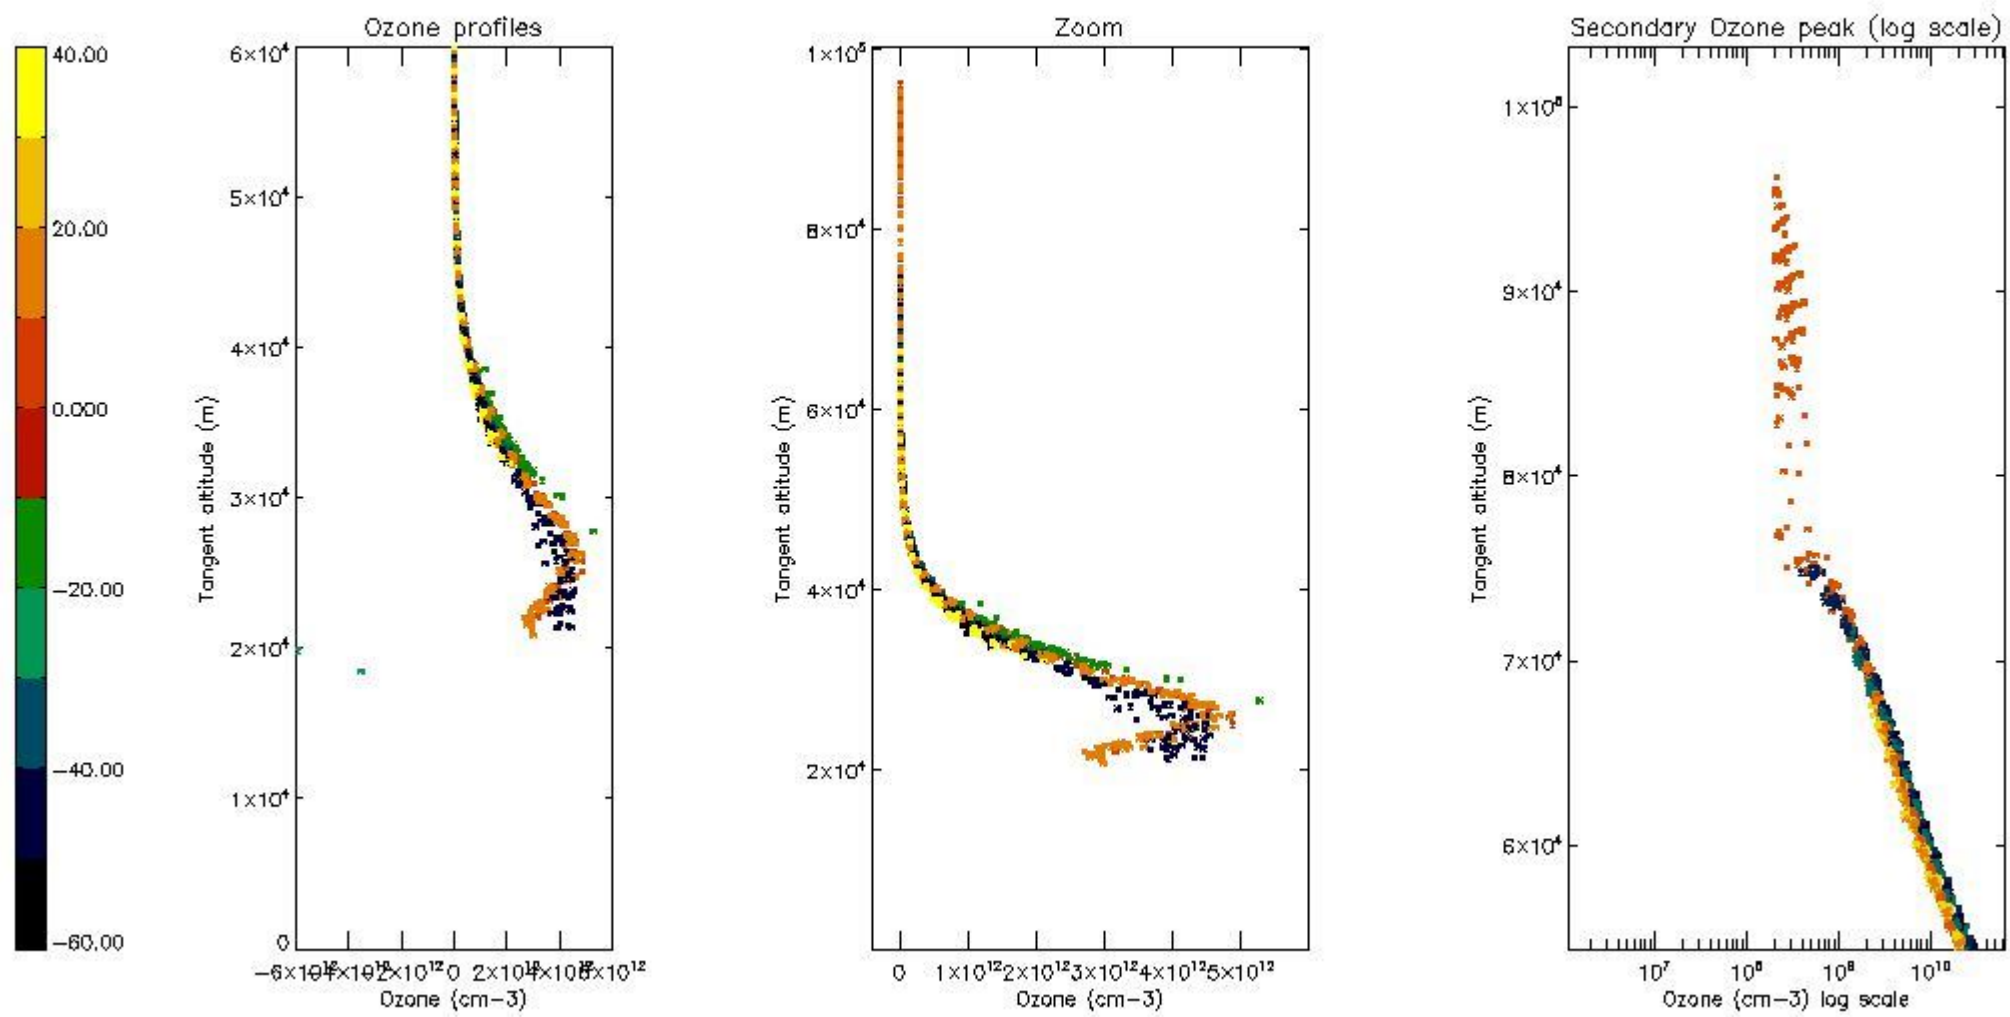 Ozone profiles
Zoom
Secondary Ozone peak (log scale)
40.00
20.00
0.000
−20.00
−40.00
−60.00
6×10⁴
5×10⁴
4×10⁴
3×10⁴
2×10⁴
1×10⁴
0
Tangent altitude (m)
0
Ozone (cm−3)
1×10⁵
8×10⁴
6×10⁴
4×10⁴
2×10⁴
Tangent altitude (m)
0 1×10¹² 2×10¹² 3×10¹² 4×10¹² 5×10¹²
Ozone (cm−3)
9×10⁴
8×10⁴
7×10⁴
6×10⁴
Tangent altitude (m)
10⁷ 10⁸ 10⁹ 10¹⁰
Ozone (cm−3) log scale